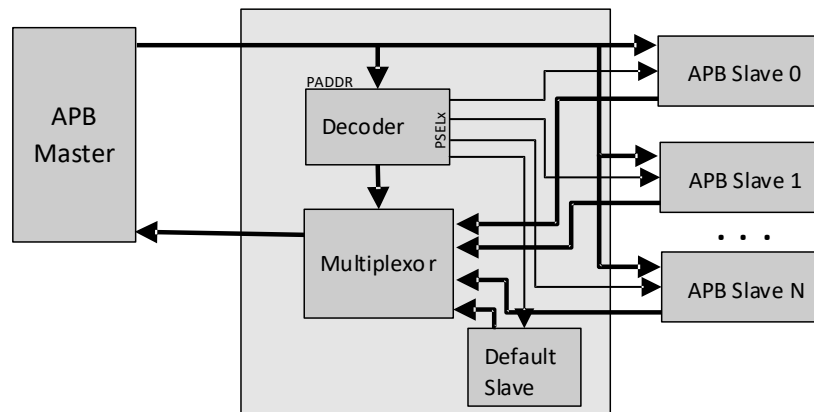 APB
Master
PADDR
Decoder
PSELx
Multiplexor
Default
Slave
APB Slave 0
APB Slave 1
. . .
APB Slave N